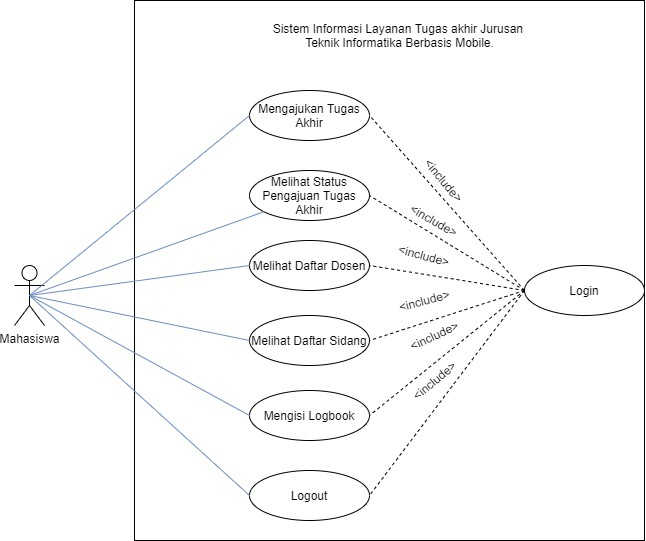 Sistem Informasi Layanan Tugas akhir Jurusan
Teknik Informatika Berbasis Mobile.
Mengajukan Tugas
Akhir
<include>
Melihat Status
Pengajuan Tugas
Akhir
<include>
Melihat Daftar Dosen
<include>
Login
Mahasiswa
Melihat Daftar Sidang
<include>
<include>
Mengisi Logbook
<include>
Logout